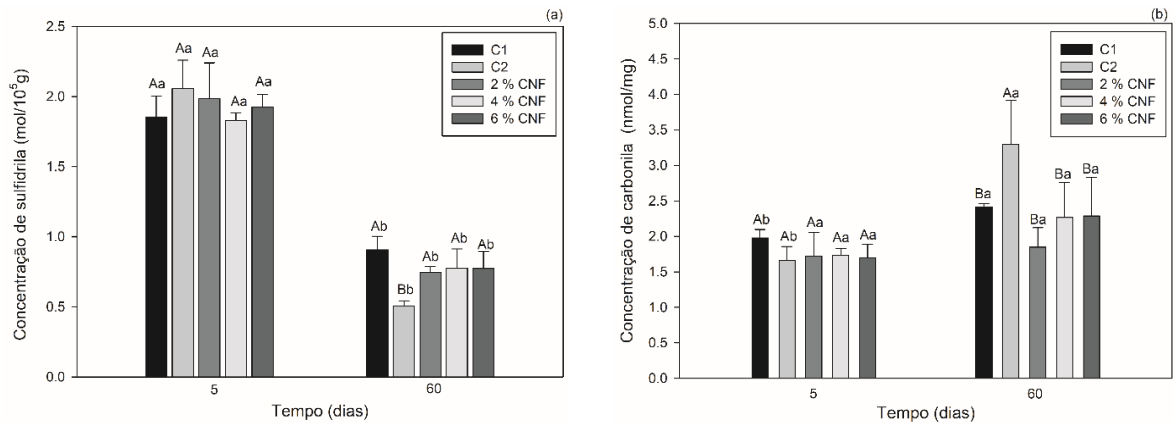 (a)
Concentração de sulfidrila (mol/10⁵g)
2.5
2.0
1.5
1.0
0.5
0.0
Aa Aa Aa Aa Aa
Ab Bb Ab Ab Ab
C1
C2
2 % CNF
4 % CNF
6 % CNF
5 60
Tempo (dias)
(b)
Concentração de carbonila (nmol/mg)
5.0
4.5
4.0
3.5
3.0
2.5
2.0
1.5
1.0
0.5
0.0
Ab Ab Aa Aa Aa
Ba Aa Ba Ba Ba
C1
C2
2 % CNF
4 % CNF
6 % CNF
5 60
Tempo (dias)